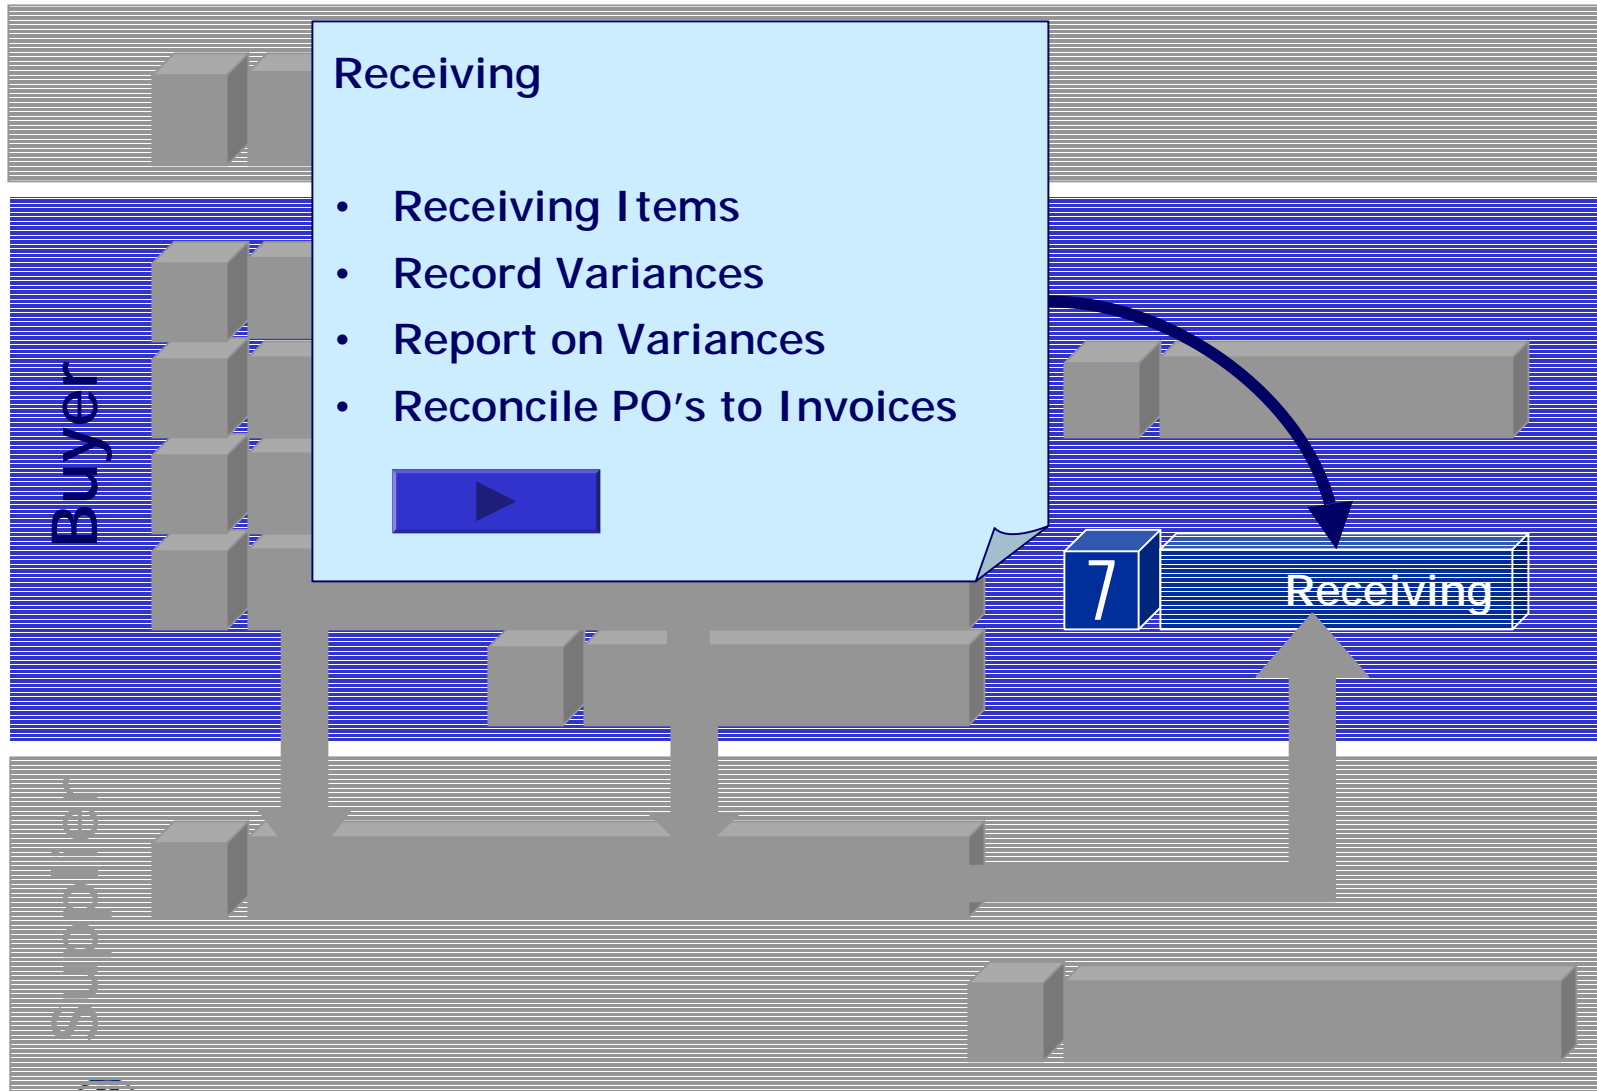 Receiving
• Receiving Items
• Record Variances
• Report on Variances
• Reconcile PO's to Invoices
Buyer
7
Receiving
Supplier